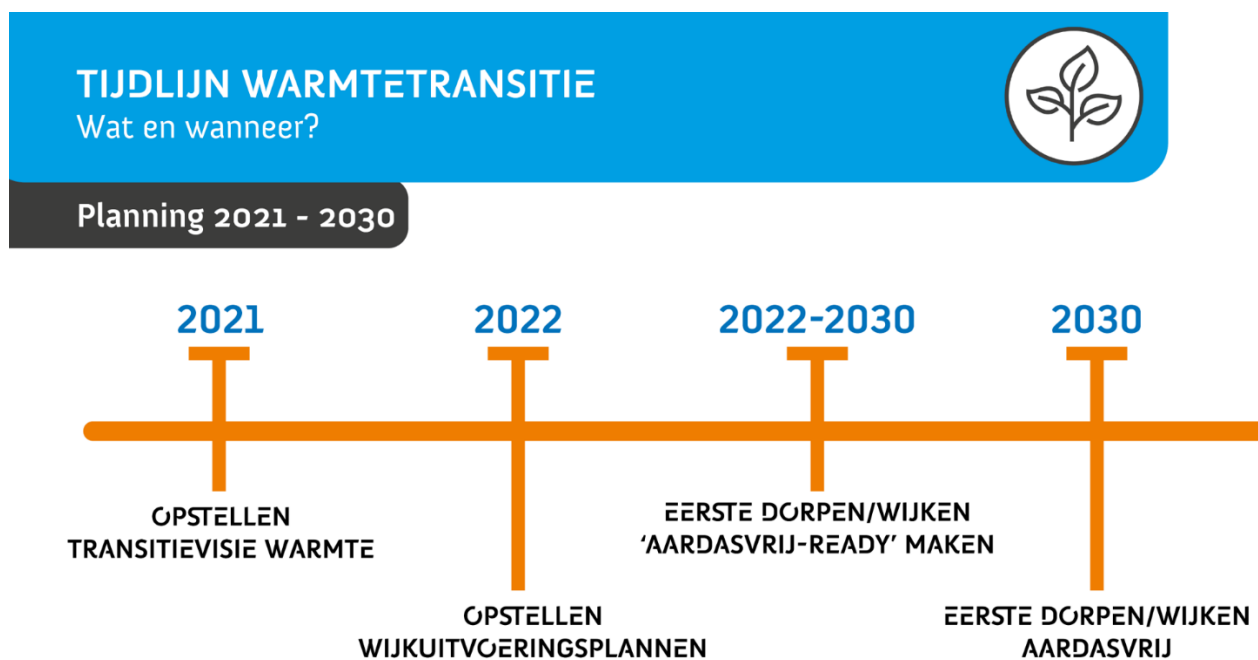 TIJDLIJN WARMTETRANSITIE
Wat en wanneer?
Planning 2021 - 2030
2021
2022
2022-2030
2030
OPSTELLEN
TRANSITIEVISIE WARMTE
OPSTELLEN
WIJKUITVOERINGSPLANNEN
EERSTE DORPEN/WIJKEN
‘AARDASVRIJ-READY’ MAKEN
EERSTE DORPEN/WIJKEN
AARDASVRIJ